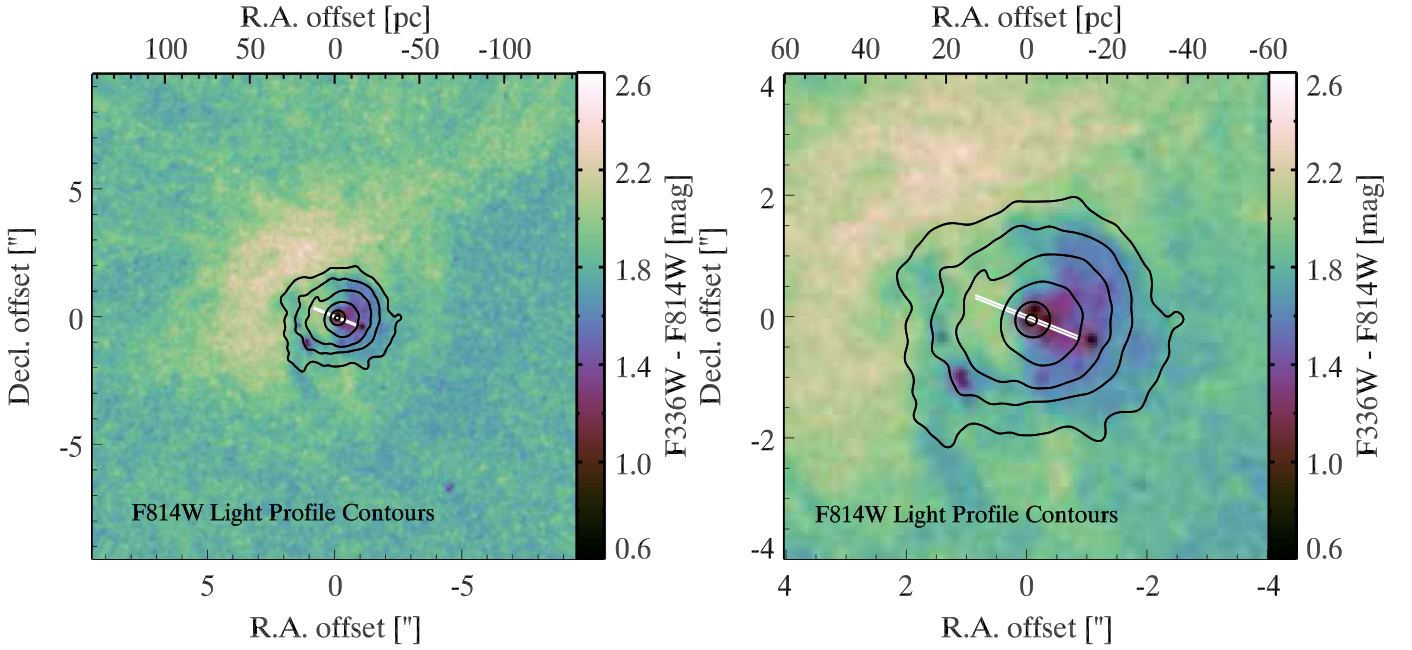 R.A. offset [pc]
100 50 0 -50 -100
5
0
-5
Decl. offset ["]
F814W Light Profile Contours
5 0 -5
R.A. offset ["]
2.6
2.2
1.8
1.4
1.0
0.6
F336W - F814W [mag]
R.A. offset [pc]
60 40 20 0 -20 -40 -60
4
2
0
-2
-4
Decl. offset ["]
F814W Light Profile Contours
4 2 0 -2 -4
R.A. offset ["]
2.6
2.2
1.8
1.4
1.0
0.6
F336W - F814W [mag]